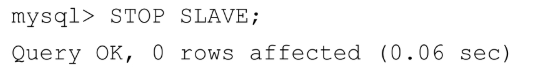 mysql> STOP SLAVE;
Query OK, 0 rows affected (0.06 sec)